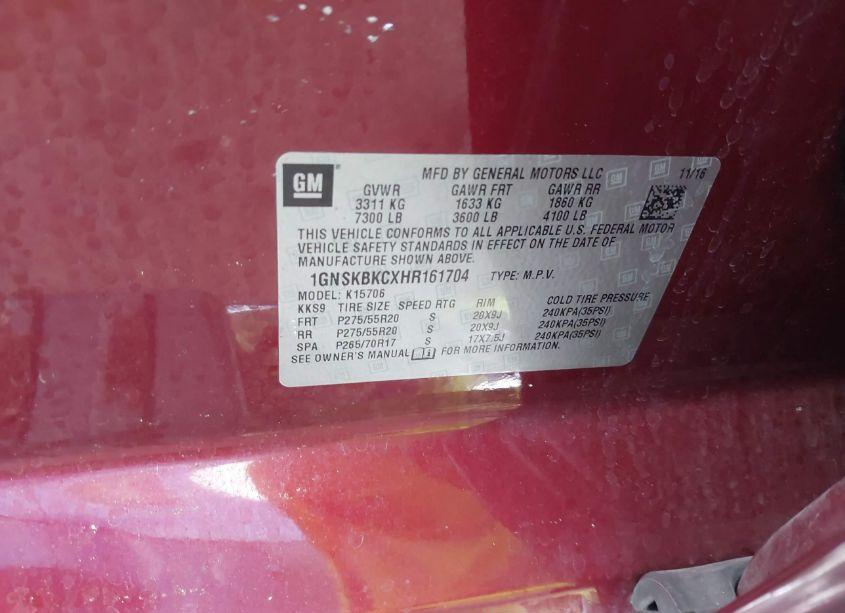 GM
MFD BY GENERAL MOTORS LLC 11/16
GVWR GAWR FRT GAWR RR
3311 KG 1633 KG 1860 KG
7300 LB 3600 LB 4100 LB
THIS VEHICLE CONFORMS TO ALL APPLICABLE U.S. FEDERAL MOTOR
VEHICLE SAFETY STANDARDS IN EFFECT ON THE DATE OF
MANUFACTURE SHOWN ABOVE.
1GNSKBKCXHR161704 TYPE: M.P.V.
MODEL: K15706
KKS9 TIRE SIZE SPEED RTG RIM COLD TIRE PRESSURE
FRT P275/55R20 S 20X9J 240KPA(35PSI)
RR P275/55R20 S 20X9J 240KPA(35PSI)
SPA P265/70R17 S 17X7.5J 240KPA(35PSI)
SEE OWNER'S MANUAL FOR MORE INFORMATION.